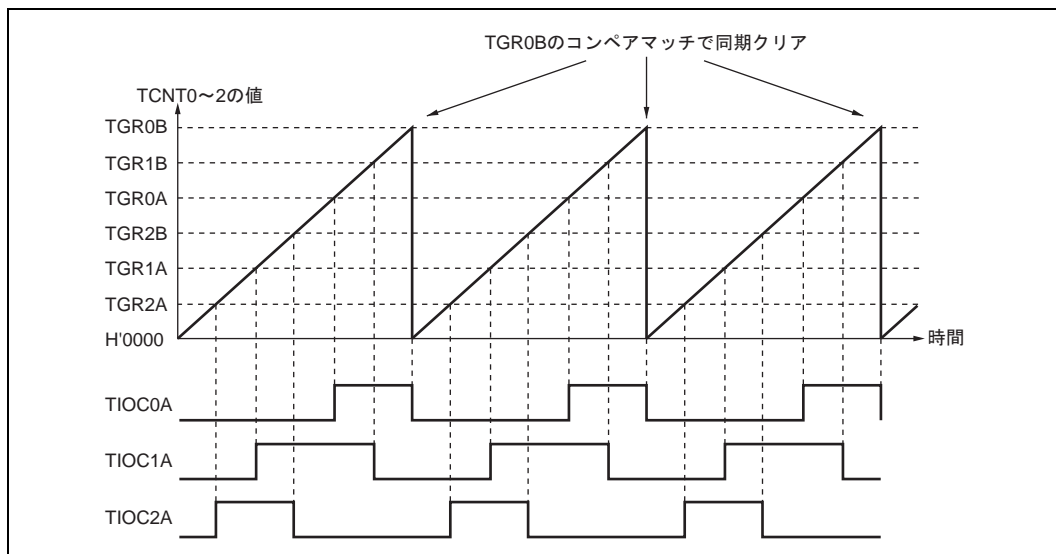 TGR0Bのコンペアマッチで同期クリア
TCNT0～2の値
TGR0B
TGR1B
TGR0A
TGR2B
TGR1A
TGR2A
H'0000
時間
TIOC0A
TIOC1A
TIOC2A